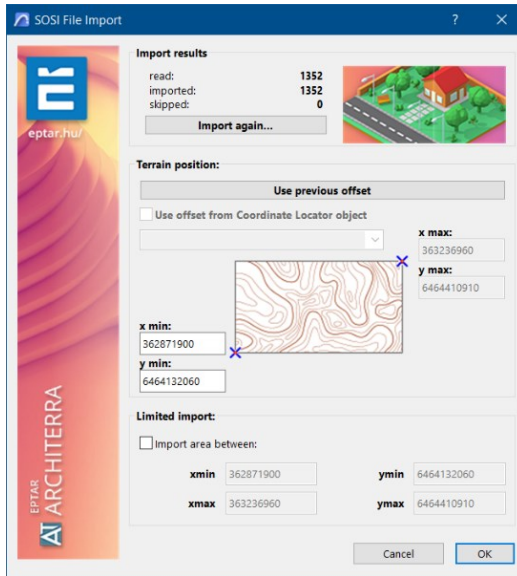 SOSI File Import
?
eptar.hu/
EPTAR
ARCHITERRA
Import results
read: 1352
imported: 1352
skipped: 0
Import again...
Terrain position:
Use previous offset
Use offset from Coordinate Locator object
x max:
363236960
y max:
6464410910
x min:
362871900
y min:
6464132060
Limited import:
Import area between:
xmin 362871900 ymin 6464132060
xmax 363236960 ymax 6464410910
Cancel OK